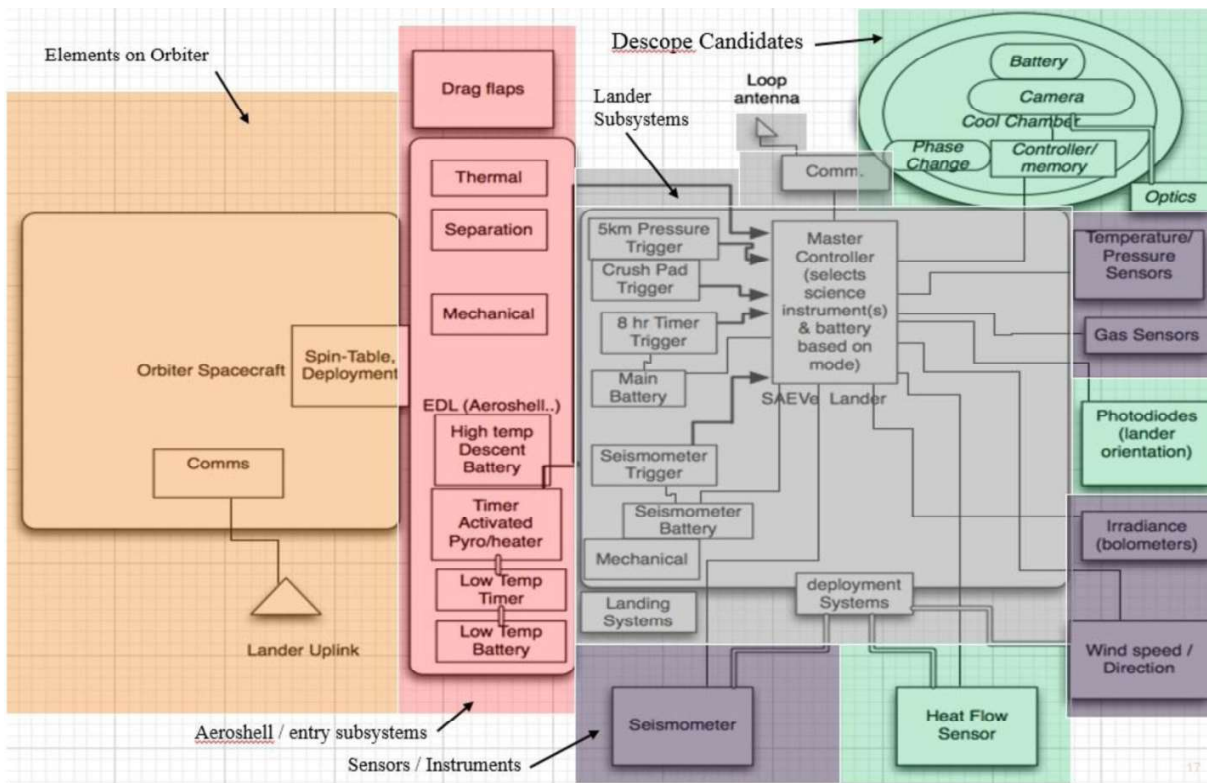 Elements on Orbiter
Descope Candidates
Drag flaps
Lander
Subsystems
Loop
antenna
Battery
Camera
Cool Chamber
Phase
Change
Controller/
memory
Optics
Thermal
Separation
Mechanical
Comm.
5km Pressure
Trigger
Crush Pad
Trigger
8 hr Timer
Trigger
Main
Battery
Master
Controller
(selects
science
instrument(s)
& battery
based on
mode)
SAEVe Lander
Temperature/
Pressure
Sensors
Gas Sensors
Photodiodes
(lander
orientation)
Irradiance
(bolometers)
Wind speed /
Direction
Orbiter Spacecraft
Spin-Table,
Deployment
Comms
Lander Uplink
EDL (Aeroshell..)
High temp
Descent
Battery
Timer
Activated
Pyro/heater
Low Temp
Timer
Low Temp
Battery
Seismometer
Trigger
Seismometer
Battery
Mechanical
Landing
Systems
deployment
Systems
Seismometer
Heat Flow
Sensor
Aeroshell / entry subsystems
Sensors / Instruments
17